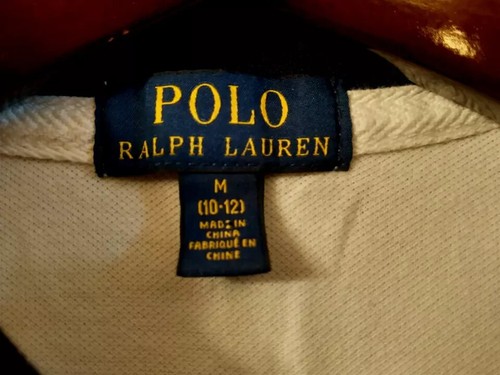 POLO
RALPH LAUREN
M
(10-12)
MADE IN
CHINA
FABRIQUÉ EN
CHINE